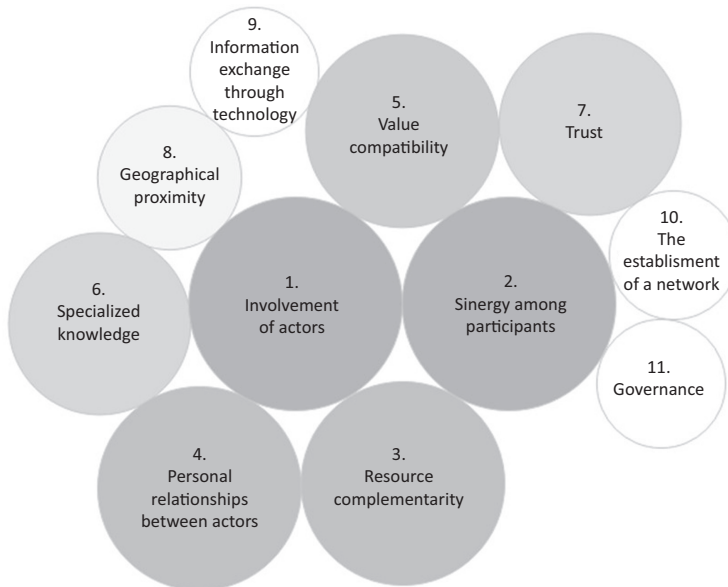 9.
Information
exchange
through
technology
5.
Value
compatibility
7.
Trust
8.
Geographical
proximity
10.
The
establisment
of a network
6.
Specialized
knowledge
1.
Involvement
of actors
2.
Sinergy among
participants
11.
Governance
4.
Personal
relationships
between actors
3.
Resource
complementarity